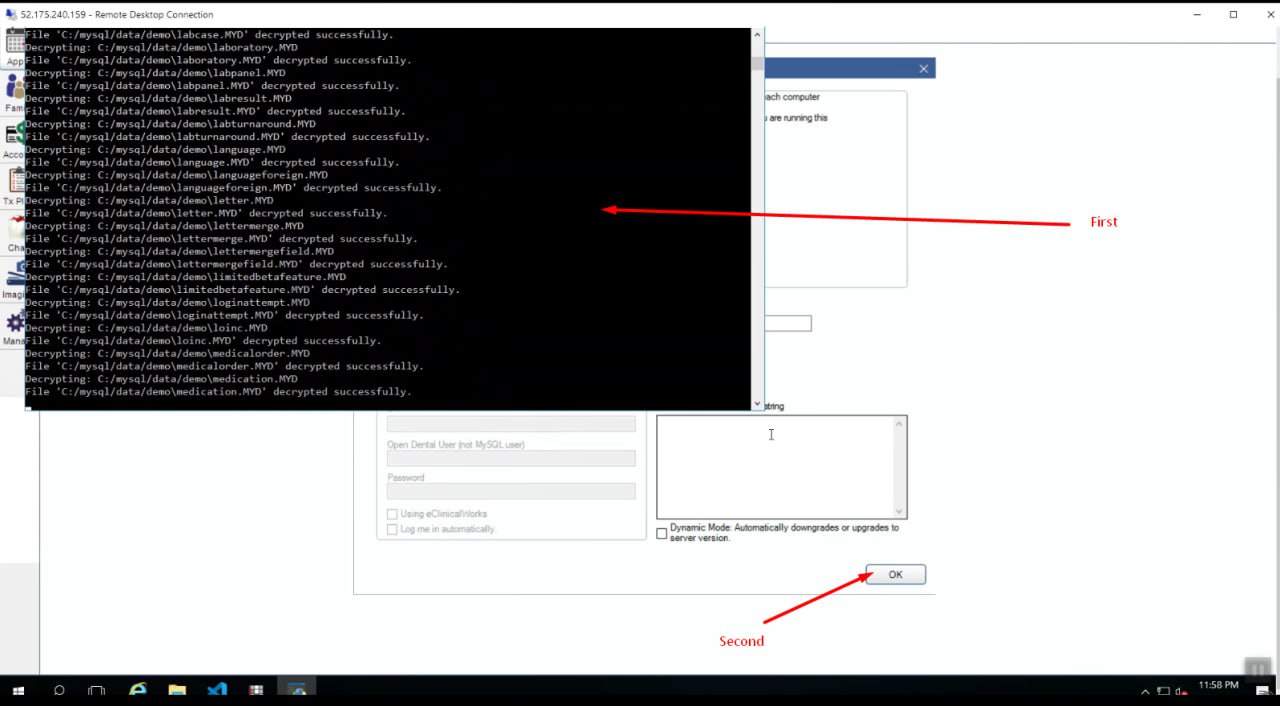 52.175.240.159 - Remote Desktop Connection
File 'C:/mysql/data/demo\labcase.MYD' decrypted successfully.
Decrypting: C:/mysql/data/demo\laboratory.MYD
File 'C:/mysql/data/demo\laboratory.MYD' decrypted successfully.
Decrypting: C:/mysql/data/demo\labpanel.MYD
File 'C:/mysql/data/demo\labpanel.MYD' decrypted successfully.
Decrypting: C:/mysql/data/demo\labresult.MYD
File 'C:/mysql/data/demo\labresult.MYD' decrypted successfully.
Decrypting: C:/mysql/data/demo\labturnaround.MYD
File 'C:/mysql/data/demo\labturnaround.MYD' decrypted successfully.
Decrypting: C:/mysql/data/demo\language.MYD
File 'C:/mysql/data/demo\language.MYD' decrypted successfully.
Decrypting: C:/mysql/data/demo\languageforeign.MYD
File 'C:/mysql/data/demo\languageforeign.MYD' decrypted successfully.
Decrypting: C:/mysql/data/demo\letter.MYD
File 'C:/mysql/data/demo\letter.MYD' decrypted successfully.
Decrypting: C:/mysql/data/demo\lettermerge.MYD
File 'C:/mysql/data/demo\lettermerge.MYD' decrypted successfully.
Decrypting: C:/mysql/data/demo\lettermergefield.MYD
File 'C:/mysql/data/demo\lettermergefield.MYD' decrypted successfully.
Decrypting: C:/mysql/data/demo\limitedbetafeature.MYD
File 'C:/mysql/data/demo\limitedbetafeature.MYD' decrypted successfully.
Decrypting: C:/mysql/data/demo\loginattempt.MYD
File 'C:/mysql/data/demo\loginattempt.MYD' decrypted successfully.
Decrypting: C:/mysql/data/demo\loinc.MYD
File 'C:/mysql/data/demo\loinc.MYD' decrypted successfully.
Decrypting: C:/mysql/data/demo\medicalorder.MYD
File 'C:/mysql/data/demo\medicalorder.MYD' decrypted successfully.
Decrypting: C:/mysql/data/demo\medication.MYD
File 'C:/mysql/data/demo\medication.MYD' decrypted successfully.
App
Fam
Acco
Tx Pl
Cha
Imagi
Mana
each computer
u are running this
First
string
Open Dental User (not MySQL user)
Password
Using eClinicalWorks
Log me in automatically.
Dynamic Mode: Automatically downgrades or upgrades to
server version.
OK
Second
11:58 PM